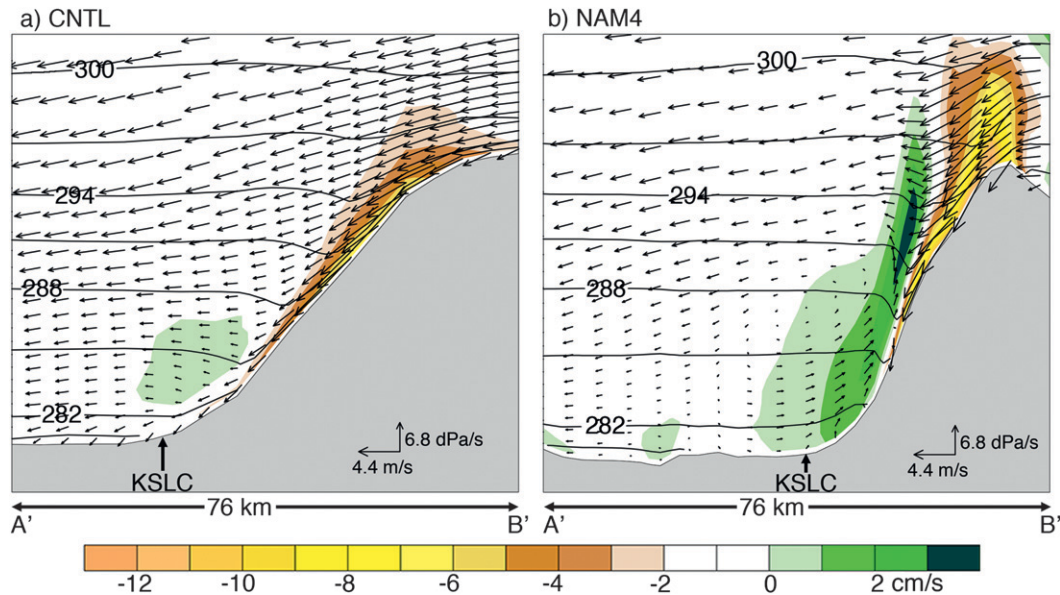 a) CNTL
b) NAM4
300
294
288
282
6.8 dPa/s
4.4 m/s
KSLC
76 km
A'
B'
300
294
288
282
6.8 dPa/s
4.4 m/s
KSLC
76 km
A'
B'
-12 -10 -8 -6 -4 -2 0 2 cm/s